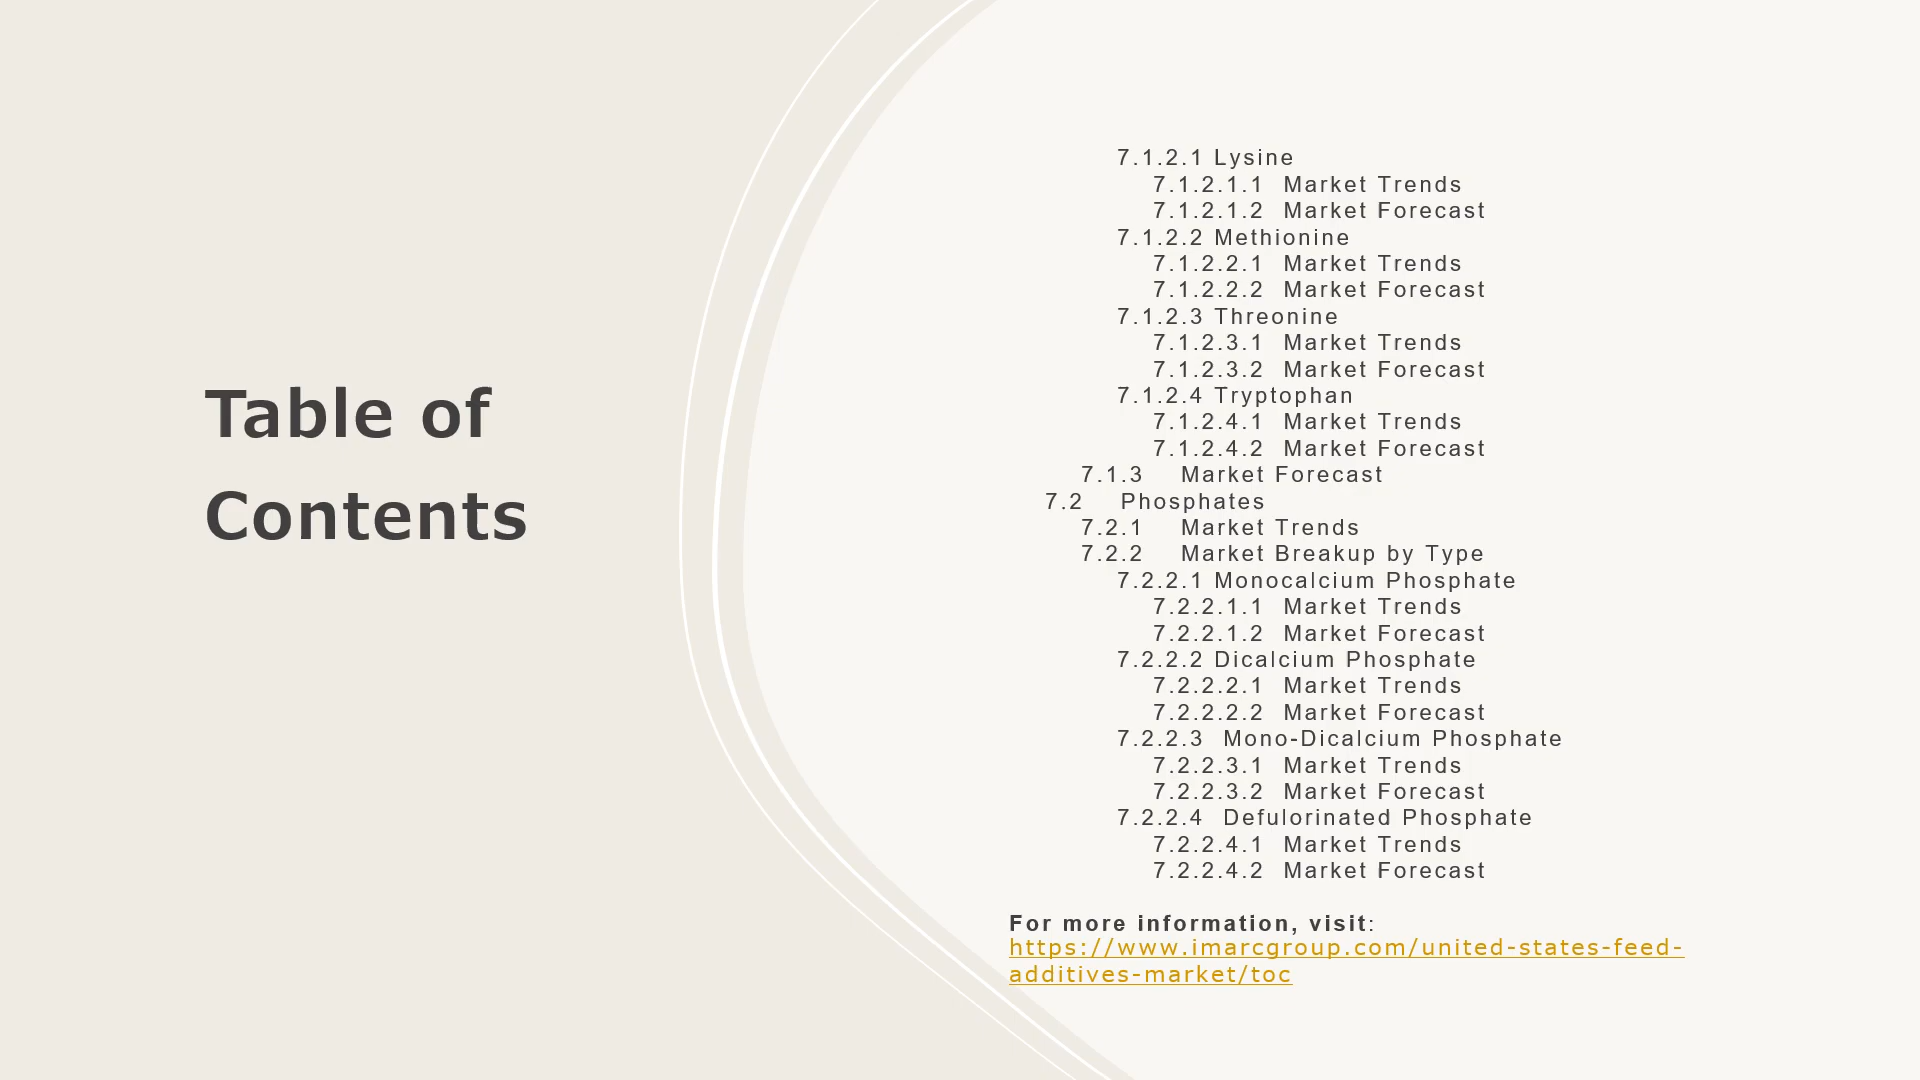 Table of
Contents
7.1.2.1 Lysine
7.1.2.1.1 Market Trends
7.1.2.1.2 Market Forecast
7.1.2.2 Methionine
7.1.2.2.1 Market Trends
7.1.2.2.2 Market Forecast
7.1.2.3 Threonine
7.1.2.3.1 Market Trends
7.1.2.3.2 Market Forecast
7.1.2.4 Tryptophan
7.1.2.4.1 Market Trends
7.1.2.4.2 Market Forecast
7.1.3 Market Forecast
7.2 Phosphates
7.2.1 Market Trends
7.2.2 Market Breakup by Type
7.2.2.1 Monocalcium Phosphate
7.2.2.1.1 Market Trends
7.2.2.1.2 Market Forecast
7.2.2.2 Dicalcium Phosphate
7.2.2.2.1 Market Trends
7.2.2.2.2 Market Forecast
7.2.2.3 Mono-Dicalcium Phosphate
7.2.2.3.1 Market Trends
7.2.2.3.2 Market Forecast
7.2.2.4 Defulorinated Phosphate
7.2.2.4.1 Market Trends
7.2.2.4.2 Market Forecast
For more information, visit:
https://www.imarcgroup.com/united-states-feed-
additives-market/toc